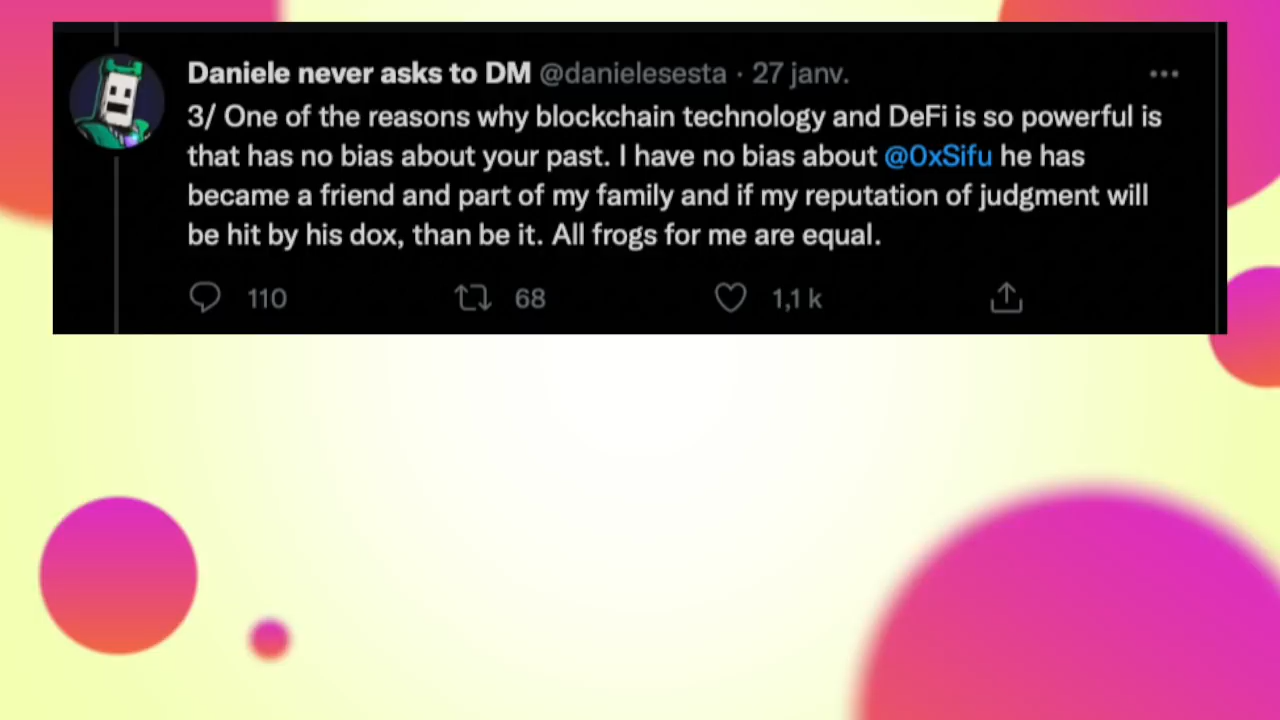 Daniele never asks to DM @danielesesta · 27 janv.
3/ One of the reasons why blockchain technology and DeFi is so powerful is
that has no bias about your past. I have no bias about @0xSifu he has
became a friend and part of my family and if my reputation of judgment will
be hit by his dox, than be it. All frogs for me are equal.
110 68 1,1 k